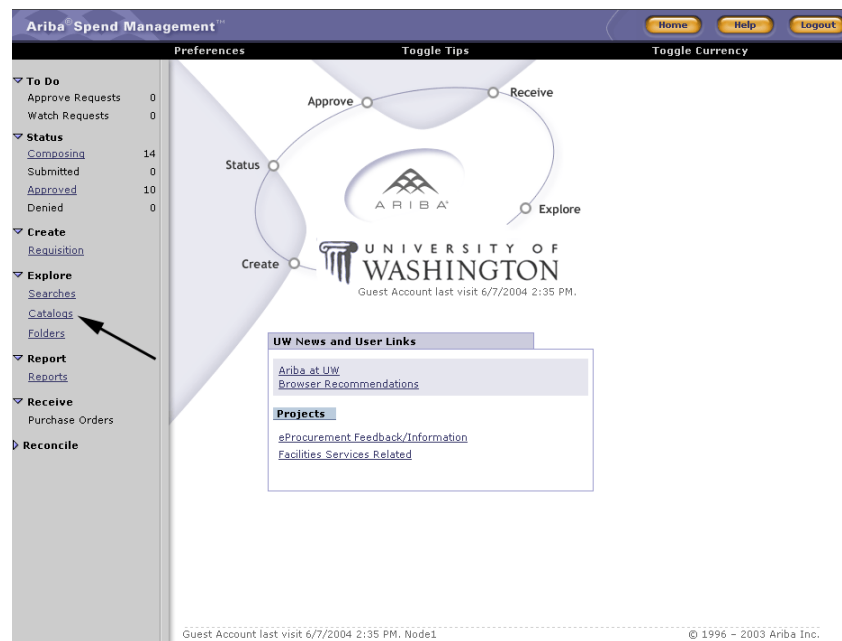 Ariba® Spend Management™
Home
Help
Logout
Preferences
Toggle Tips
Toggle Currency
To Do
Approve Requests 0
Watch Requests 0
Status
Composing 14
Submitted 0
Approved 10
Denied 0
Create
Requisition
Explore
Searches
Catalogs
Folders
Report
Reports
Receive
Purchase Orders
Reconcile
Approve
Receive
Status
ARIBA®
Explore
Create
UNIVERSITY OF
WASHINGTON
Guest Account last visit 6/7/2004 2:35 PM.
UW News and User Links
Ariba at UW
Browser Recommendations
Projects
eProcurement Feedback/Information
Facilities Services Related
Guest Account last visit 6/7/2004 2:35 PM. Node1
© 1996 – 2003 Ariba Inc.